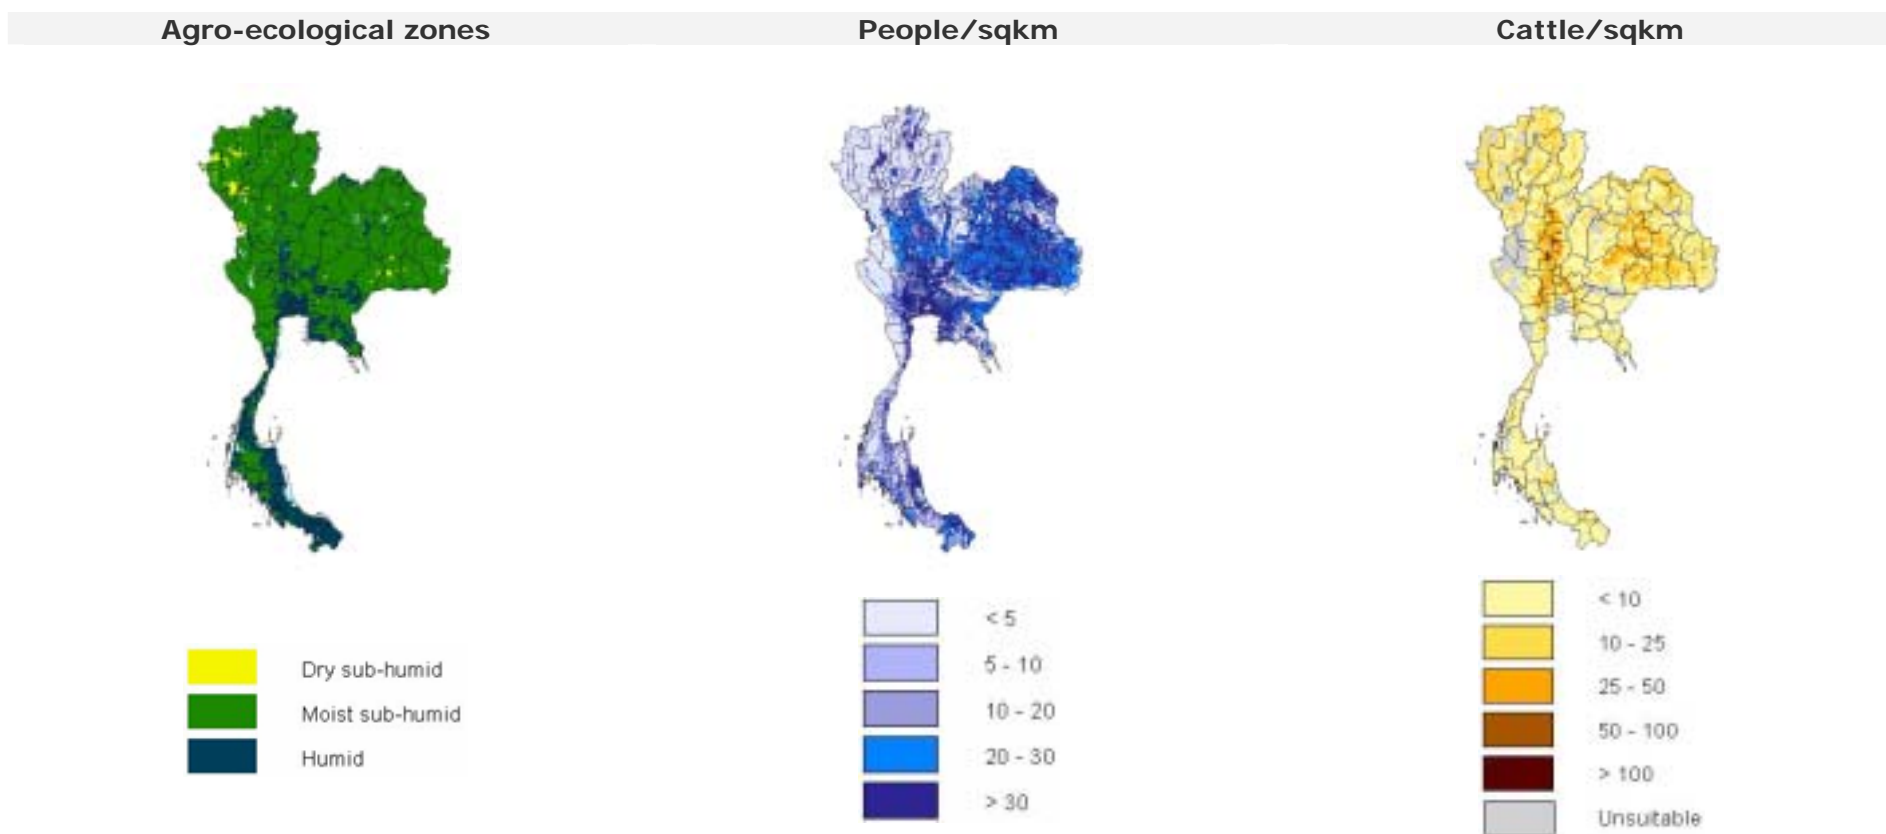 Agro-ecological zones
People/sqkm
Cattle/sqkm
Dry sub-humid
Moist sub-humid
Humid
< 5
5 - 10
10 - 20
20 - 30
> 30
< 10
10 - 25
25 - 50
50 - 100
> 100
Unsuitable